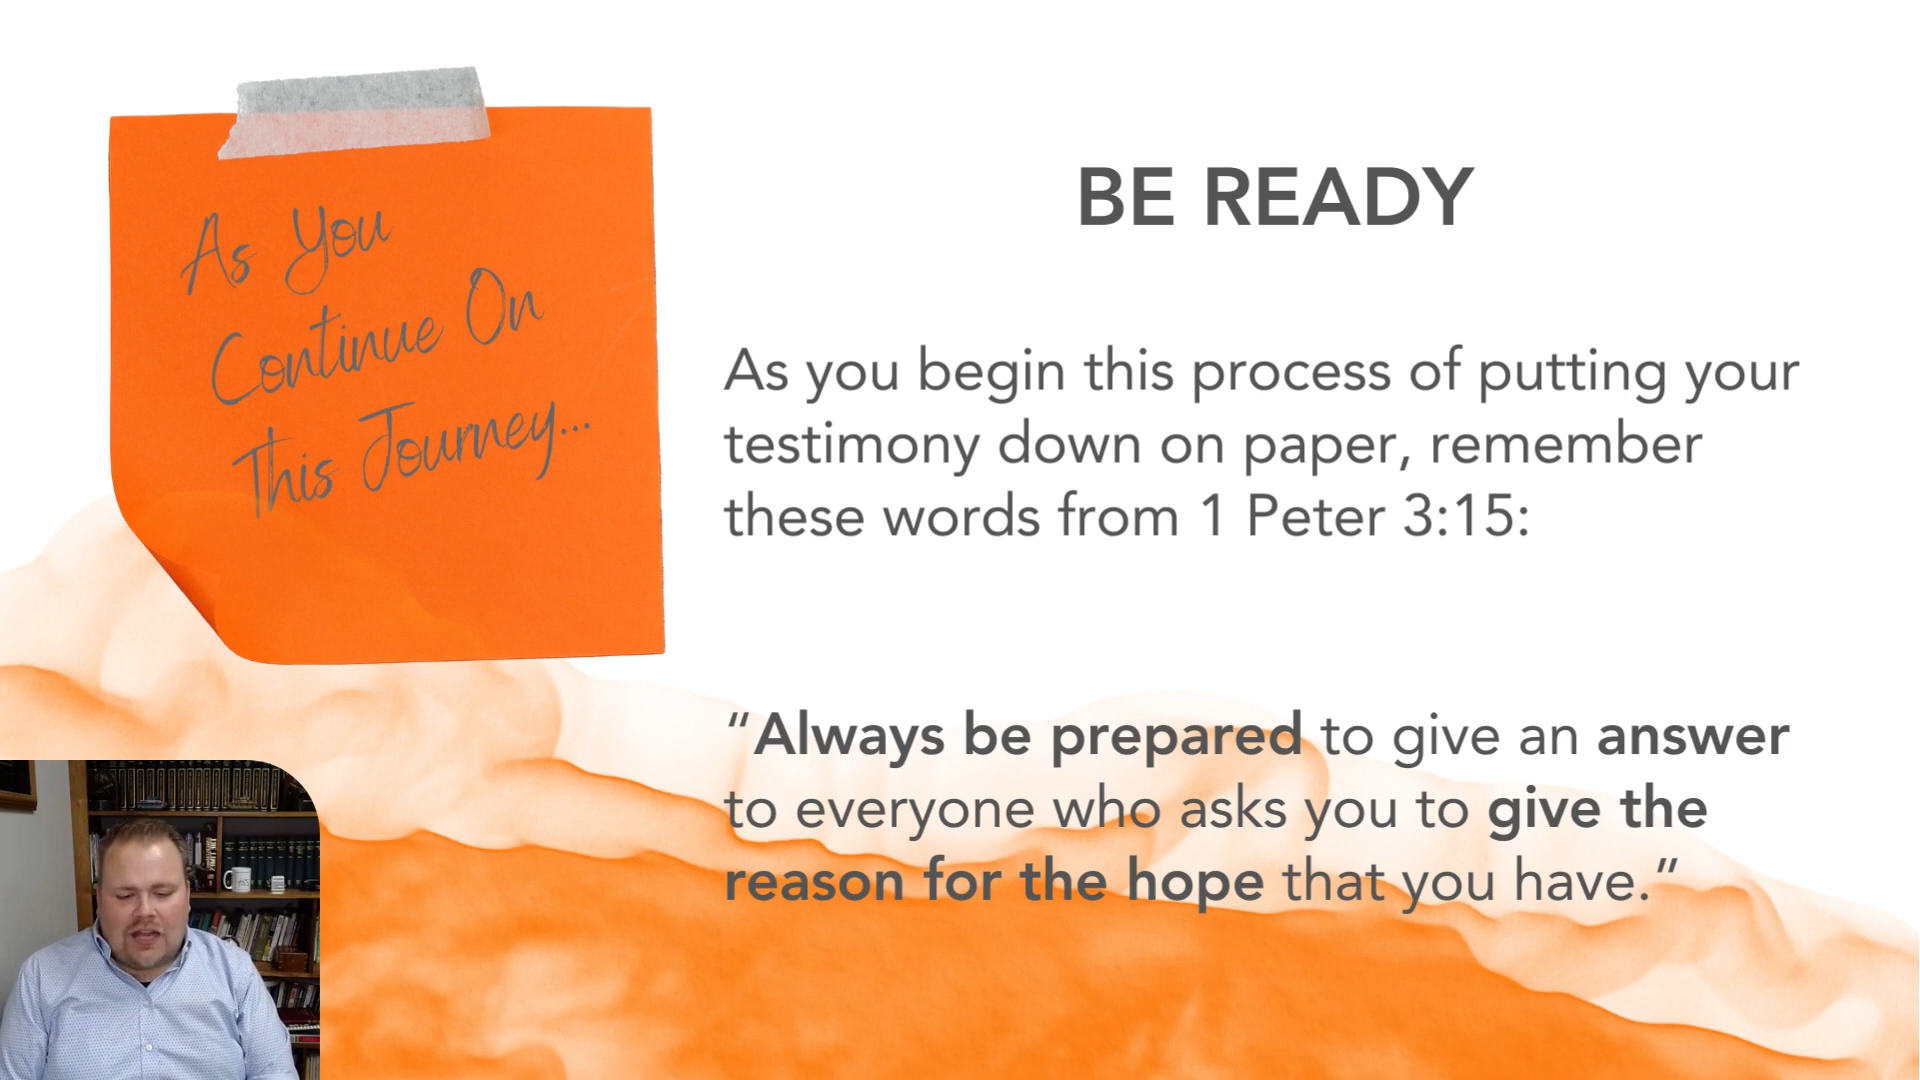 As You
Continue On
This Journey...
BE READY
As you begin this process of putting your
testimony down on paper, remember
these words from 1 Peter 3:15:
“Always be prepared to give an answer
to everyone who asks you to give the
reason for the hope that you have.”